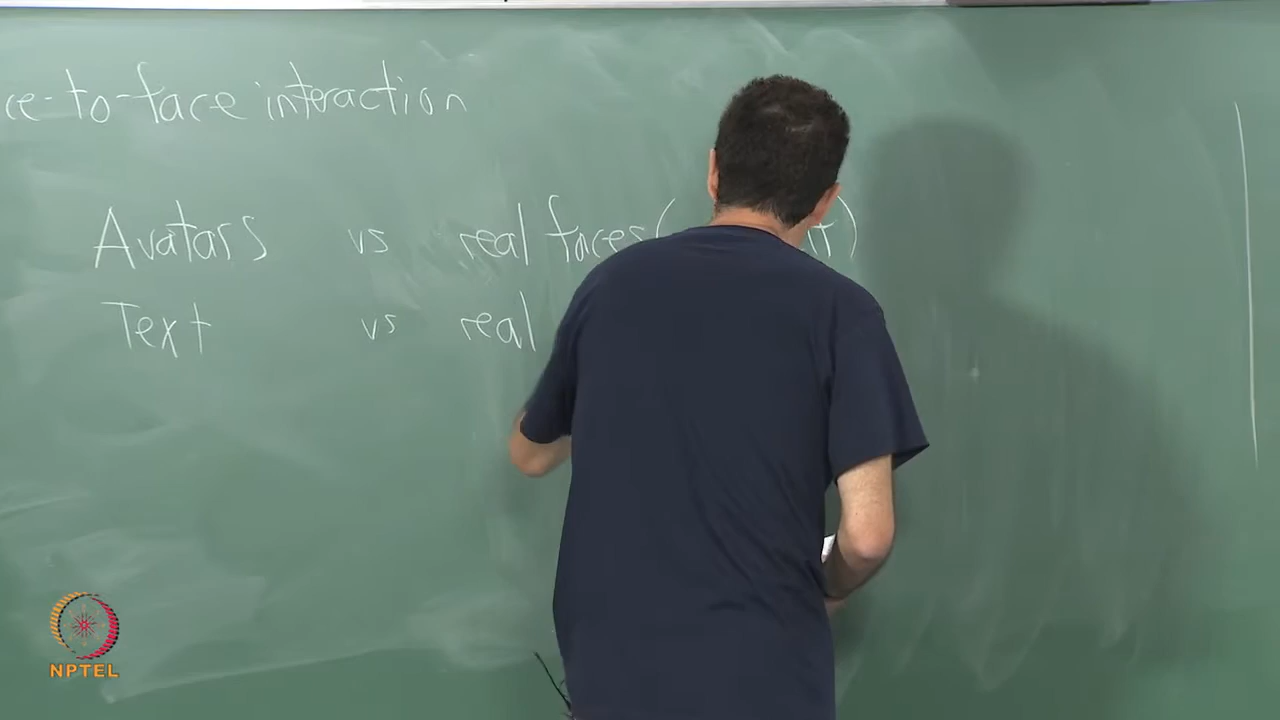 ce-to-face interaction
Avatars vs real faces (
Text vs real
NPTEL